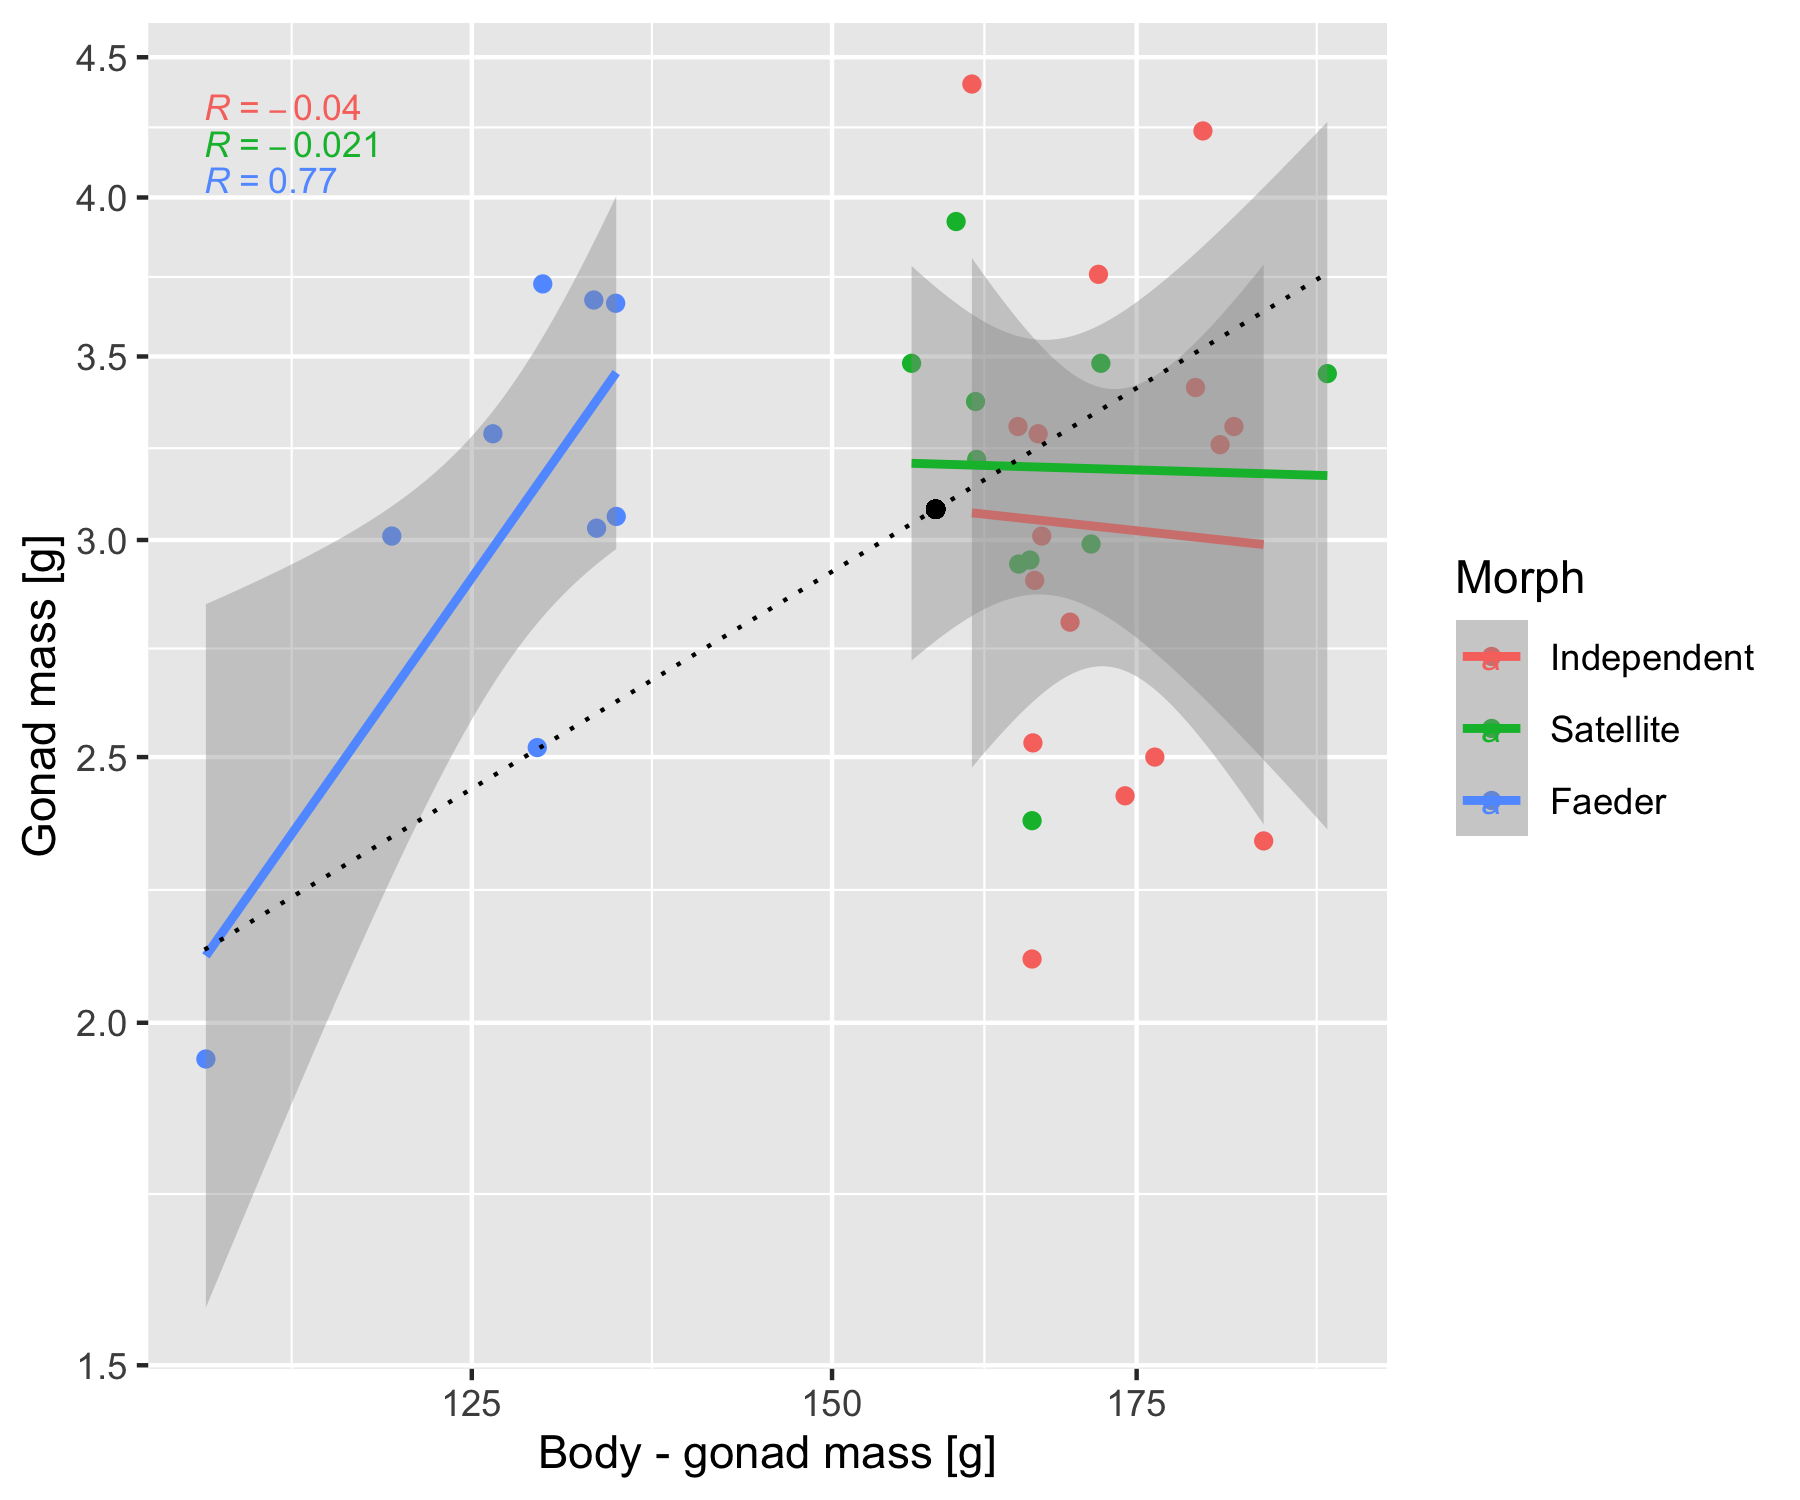 4.5
4.0
3.5
3.0
2.5
2.0
1.5
Gonad mass [g]
R = −0.04
R = −0.021
R = 0.77
125
150
175
Body - gonad mass [g]
Morph
a Independent
a Satellite
a Faeder